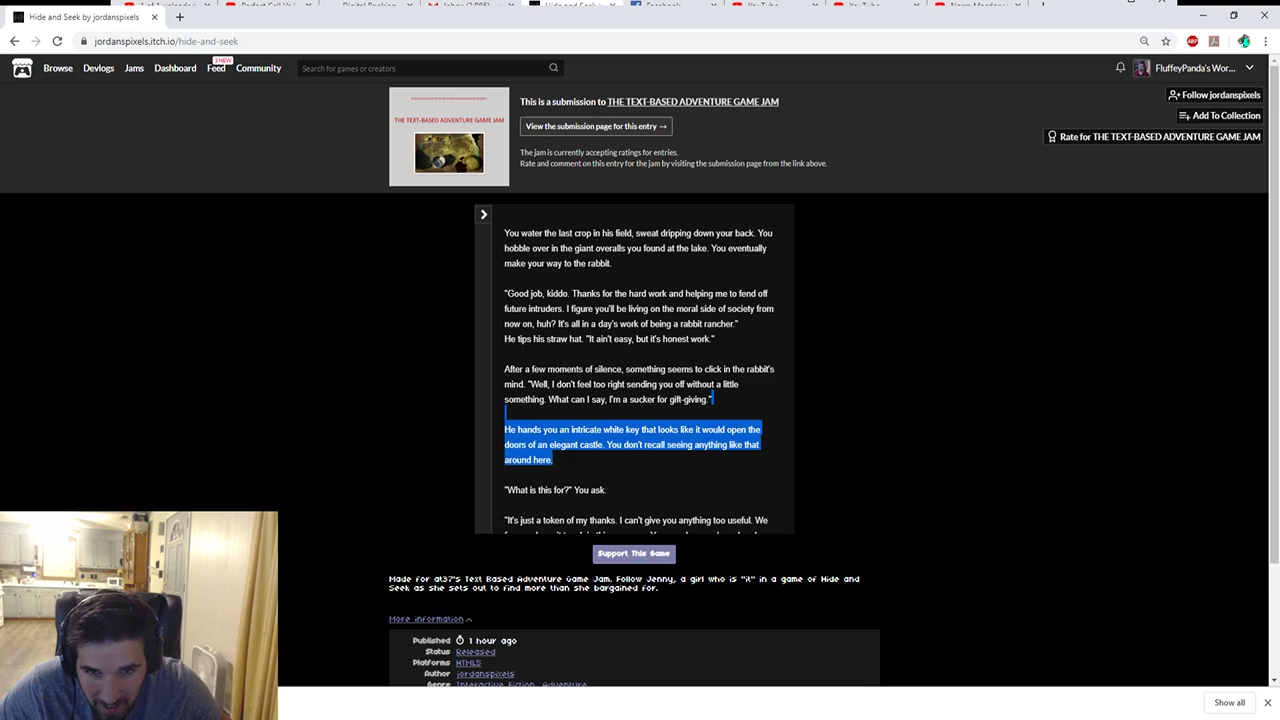 Perfect Call Vai
Digital Banking
Facebook
YouTube
YouTube
Hide and Seek by jordanspixels
jordanspixels.itch.io/hide-and-seek
ABP
Browse Devlogs Jams Dashboard Feed Community
3 NEW
Search for games or creators
FluffeyPanda's Wor...
THE TEXT-BASED ADVENTURE GAME JAM
This is a submission to THE TEXT-BASED ADVENTURE GAME JAM
View the submission page for this entry →
The jam is currently accepting ratings for entries.
Rate and comment on this entry for the jam by visiting the submission page from the link above.
Follow jordanspixels
Add To Collection
Rate for THE TEXT-BASED ADVENTURE GAME JAM
You water the last crop in his field, sweat dripping down your back. You
hobble over in the giant overalls you found at the lake. You eventually
make your way to the rabbit.
"Good job, kiddo. Thanks for the hard work and helping me to fend off
future intruders. I figure you'll be living on the moral side of society from
now on, huh? It's all in a day's work of being a rabbit rancher."
He tips his straw hat. "It ain't easy, but it's honest work."
After a few moments of silence, something seems to click in the rabbit's
mind. "Well, I don't feel too right sending you off without a little
something. What can I say, I'm a sucker for gift-giving."
He hands you an intricate white key that looks like it would open the
doors of an elegant castle. You don't recall seeing anything like that
around here.
"What is this for?" You ask.
"It's just a token of my thanks. I can't give you anything too useful. We
Support This Game
Made for at37's Text Based Adventure Game Jam. Follow Jenny, a girl who is "it" in a game of Hide and
Seek as she sets out to find more than she bargained for.
More information
Published 1 hour ago
Status Released
Platforms HTML5
Author jordanspixels
Genre Interactive Fiction, Adventure
Show all